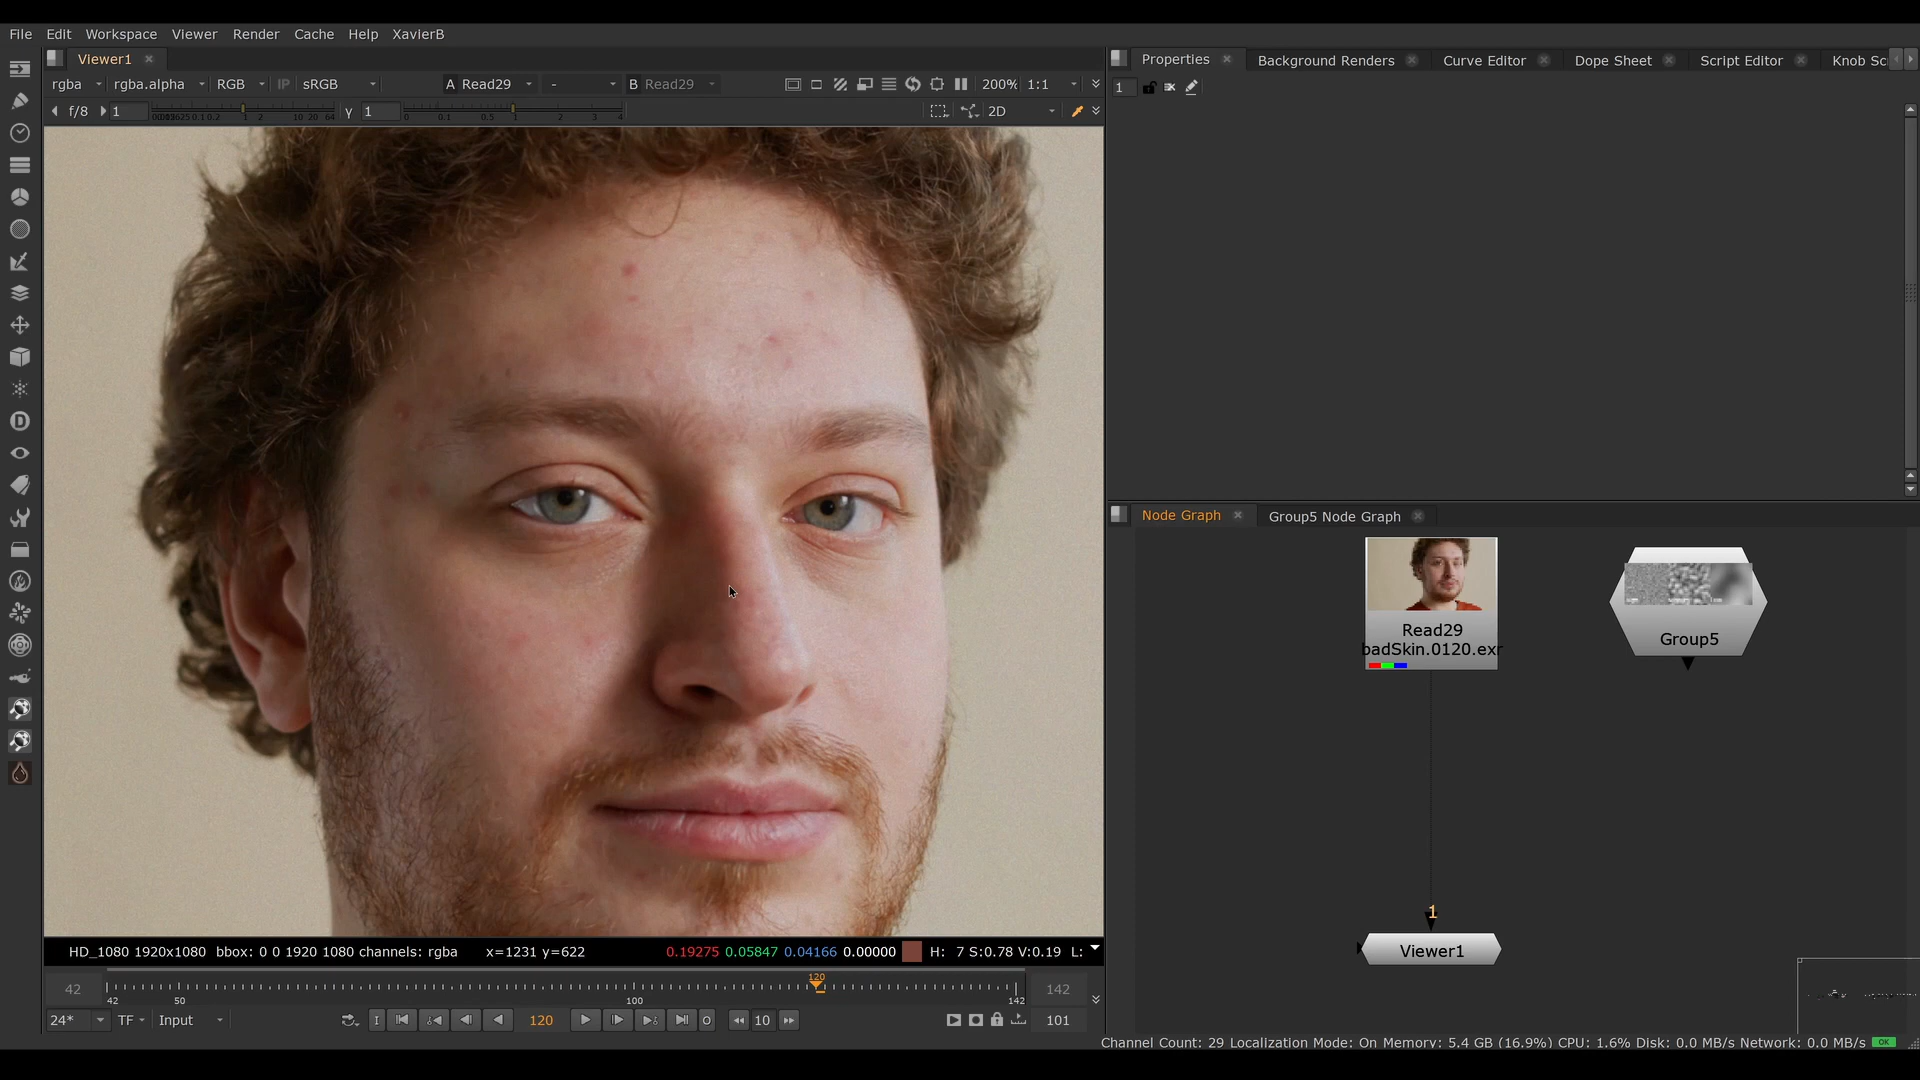 File Edit Workspace Viewer Render Cache Help XavierB
Viewer1
rgba rgba.alpha RGB IP sRGB A Read29 - B Read29 200% 1:1
f/8 1 γ 1 2D
Properties Background Renders Curve Editor Dope Sheet Script Editor Knob Sc
1
Node Graph Group5 Node Graph
Read29
badSkin.0120.exr
Group5
1
Viewer1
HD_1080 1920x1080 bbox: 0 0 1920 1080 channels: rgba x=1231 y=622 0.19275 0.05847 0.04166 0.00000 H: 7 S:0.78 V:0.19 L:
120
42 142
42 50 100 142
24* TF Input I 120 O 10 101
Channel Count: 29 Localization Mode: On Memory: 5.4 GB (16.9%) CPU: 1.6% Disk: 0.0 MB/s Network: 0.0 MB/s OK